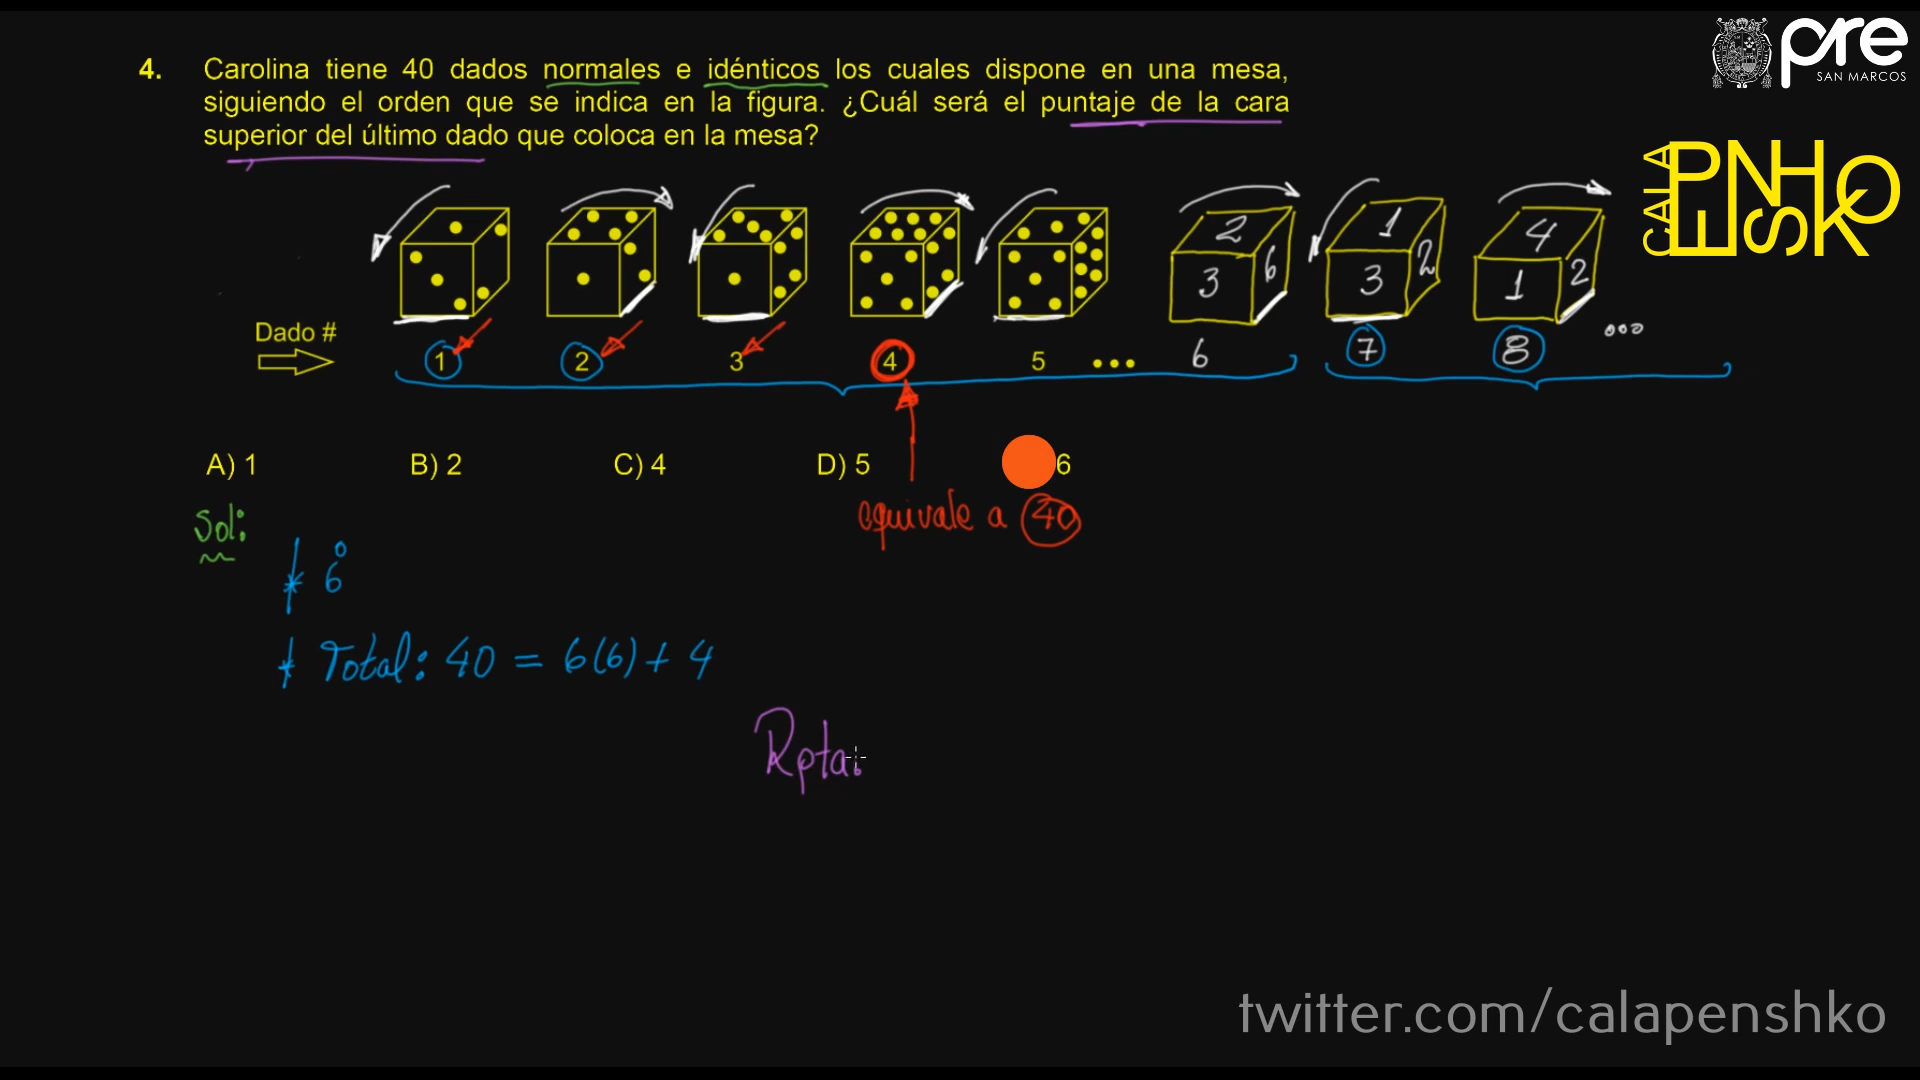 pre
SAN MARCOS
4. Carolina tiene 40 dados normales e idénticos los cuales dispone en una mesa,
siguiendo el orden que se indica en la figura. ¿Cuál será el puntaje de la cara
superior del último dado que coloca en la mesa?
CALA
PENSHKO
2 3 6
1 3 2
4 1 2
Dado #
1 2 3 4 5 ... 6 7 8 ...
A) 1 B) 2 C) 4 D) 5 6
equivale a 40
Sol:
* 6°
* Total: 40 = 6(6) + 4
Rpta:
twitter.com/calapenshko